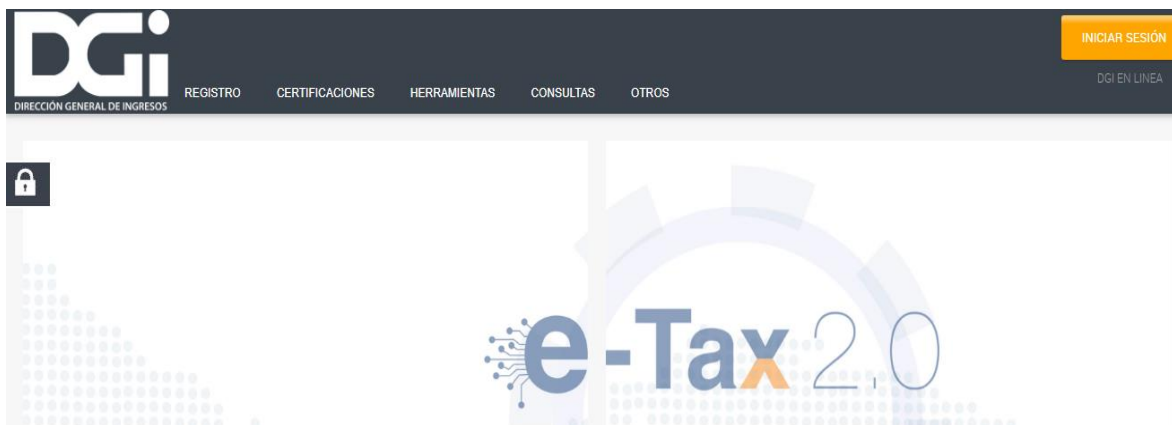 DGi
DIRECCIÓN GENERAL DE INGRESOS
REGISTRO CERTIFICACIONES HERRAMIENTAS CONSULTAS OTROS
INICIAR SESIÓN
DGI EN LINEA
e-Tax 2.0